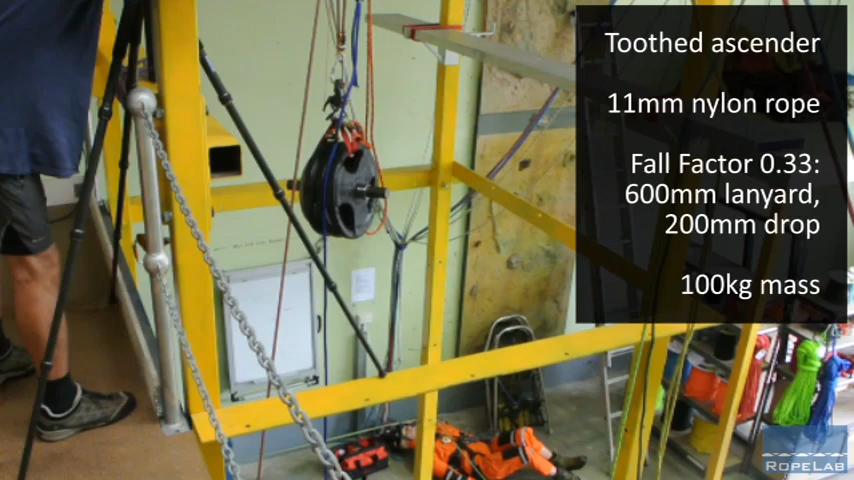 Toothed ascender
11mm nylon rope
Fall Factor 0.33:
600mm lanyard,
200mm drop
100kg mass
ROPELAB